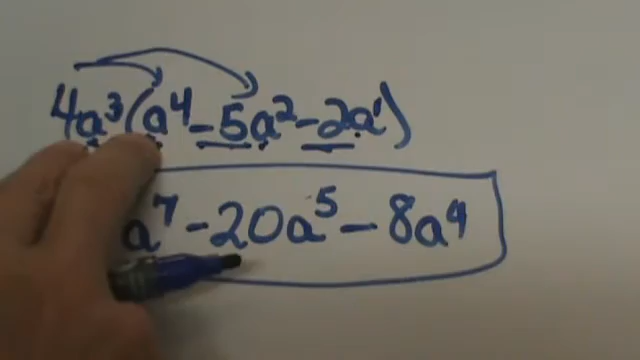 4a³(a⁴ - 5a² - 2a¹)
a⁷ - 20a⁵ - 8a⁴